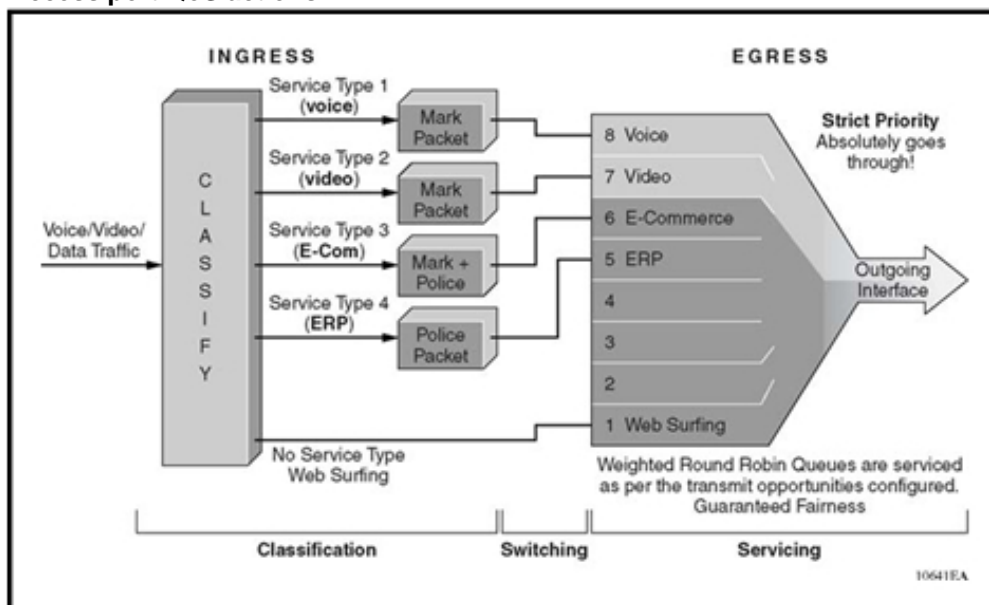 INGRESS
EGRESS
Service Type 1
(voice)
Mark
Packet
Service Type 2
(video)
Mark
Packet
Service Type 3
(E-Com)
Mark +
Police
Service Type 4
(ERP)
Police
Packet
Voice/Video/
Data Traffic
C
L
A
S
S
I
F
Y
No Service Type
Web Surfing
8 Voice
7 Video
6 E-Commerce
5 ERP
4
3
2
1 Web Surfing
Strict Priority
Absolutely goes
through!
Outgoing
Interface
Weighted Round Robin Queues are serviced
as per the transmit opportunities configured.
Guaranteed Fairness
Classification
Switching
Servicing
10641EA